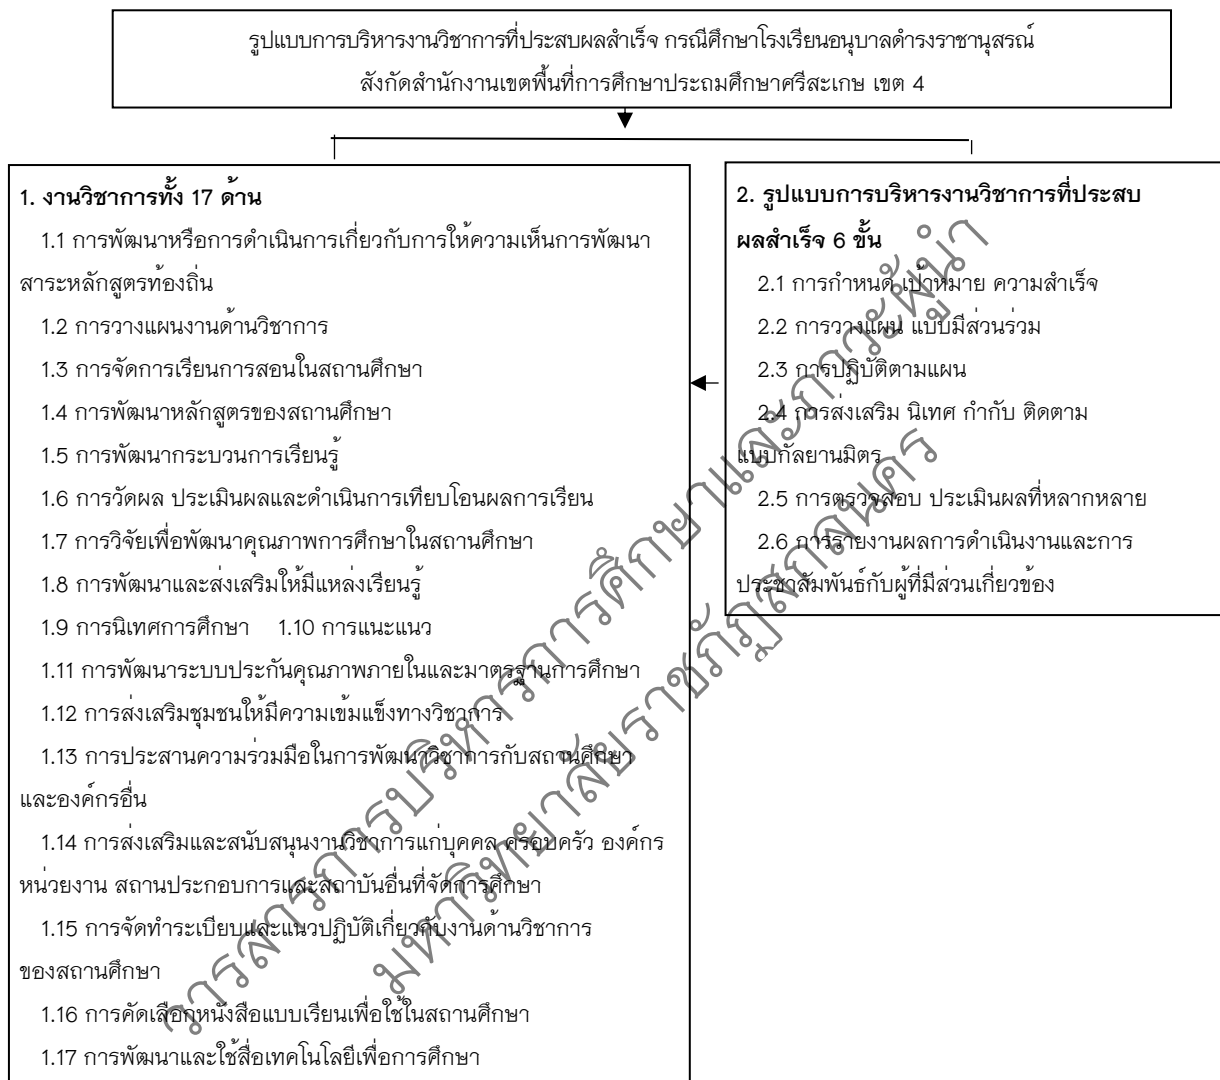 รูปแบบการบริหารงานวิชาการที่ประสบผลสำเร็จ กรณีศึกษาโรงเรียนอนุบาลดำรงราชานุสรณ์
สังกัดสำนักงานเขตพื้นที่การศึกษาประถมศึกษาศรีสะเกษ เขต 4
1. งานวิชาการทั้ง 17 ด้าน
1.1 การพัฒนาหรือการดำเนินการเกี่ยวกับการให้ความเห็นการพัฒนา
สาระหลักสูตรท้องถิ่น
1.2 การวางแผนงานด้านวิชาการ
1.3 การจัดการเรียนการสอนในสถานศึกษา
1.4 การพัฒนาหลักสูตรของสถานศึกษา
1.5 การพัฒนากระบวนการเรียนรู้
1.6 การวัดผล ประเมินผลและดำเนินการเทียบโอนผลการเรียน
1.7 การวิจัยเพื่อพัฒนาคุณภาพการศึกษาในสถานศึกษา
1.8 การพัฒนาและส่งเสริมให้มีแหล่งเรียนรู้
1.9 การนิเทศการศึกษา 1.10 การแนะแนว
1.11 การพัฒนาระบบประกันคุณภาพภายในและมาตรฐานการศึกษา
1.12 การส่งเสริมชุมชนให้มีความเข้มแข็งทางวิชาการ
1.13 การประสานความร่วมมือในการพัฒนาวิชาการกับสถานศึกษา
และองค์กรอื่น
1.14 การส่งเสริมและสนับสนุนงานวิชาการแก่บุคคล ครอบครัว องค์กร
หน่วยงาน สถานประกอบการและสถาบันอื่นที่จัดการศึกษา
1.15 การจัดทำระเบียบและแนวปฏิบัติเกี่ยวกับงานด้านวิชาการ
ของสถานศึกษา
1.16 การคัดเลือกหนังสือแบบเรียนเพื่อใช้ในสถานศึกษา
1.17 การพัฒนาและใช้สื่อเทคโนโลยีเพื่อการศึกษา
2. รูปแบบการบริหารงานวิชาการที่ประสบ
ผลสำเร็จ 6 ขั้น
2.1 การกำหนด เป้าหมาย ความสำเร็จ
2.2 การวางแผน แบบมีส่วนร่วม
2.3 การปฏิบัติตามแผน
2.4 การส่งเสริม นิเทศ กำกับ ติดตาม
แบบกัลยานมิตร
2.5 การตรวจสอบ ประเมินผลที่หลากหลาย
2.6 การรายงานผลการดำเนินงานและการ
ประชาสัมพันธ์กับผู้ที่มีส่วนเกี่ยวข้อง
วารสารการบริหารการศึกษาและภาวะผู้นำ
มหาวิทยาลัยราชภัฏสกลนคร